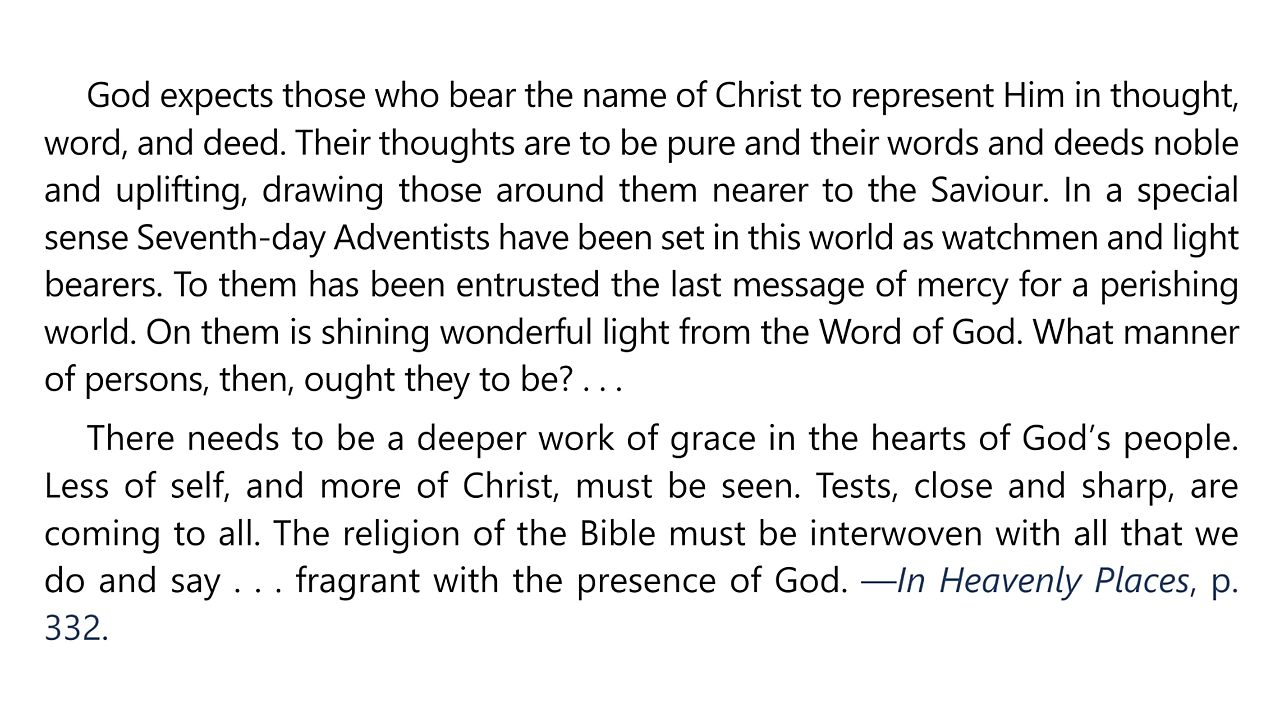 God expects those who bear the name of Christ to represent Him in thought,
word, and deed. Their thoughts are to be pure and their words and deeds noble
and uplifting, drawing those around them nearer to the Saviour. In a special
sense Seventh-day Adventists have been set in this world as watchmen and light
bearers. To them has been entrusted the last message of mercy for a perishing
world. On them is shining wonderful light from the Word of God. What manner
of persons, then, ought they to be? . . .
There needs to be a deeper work of grace in the hearts of God’s people.
Less of self, and more of Christ, must be seen. Tests, close and sharp, are
coming to all. The religion of the Bible must be interwoven with all that we
do and say . . . fragrant with the presence of God. —In Heavenly Places, p.
332.